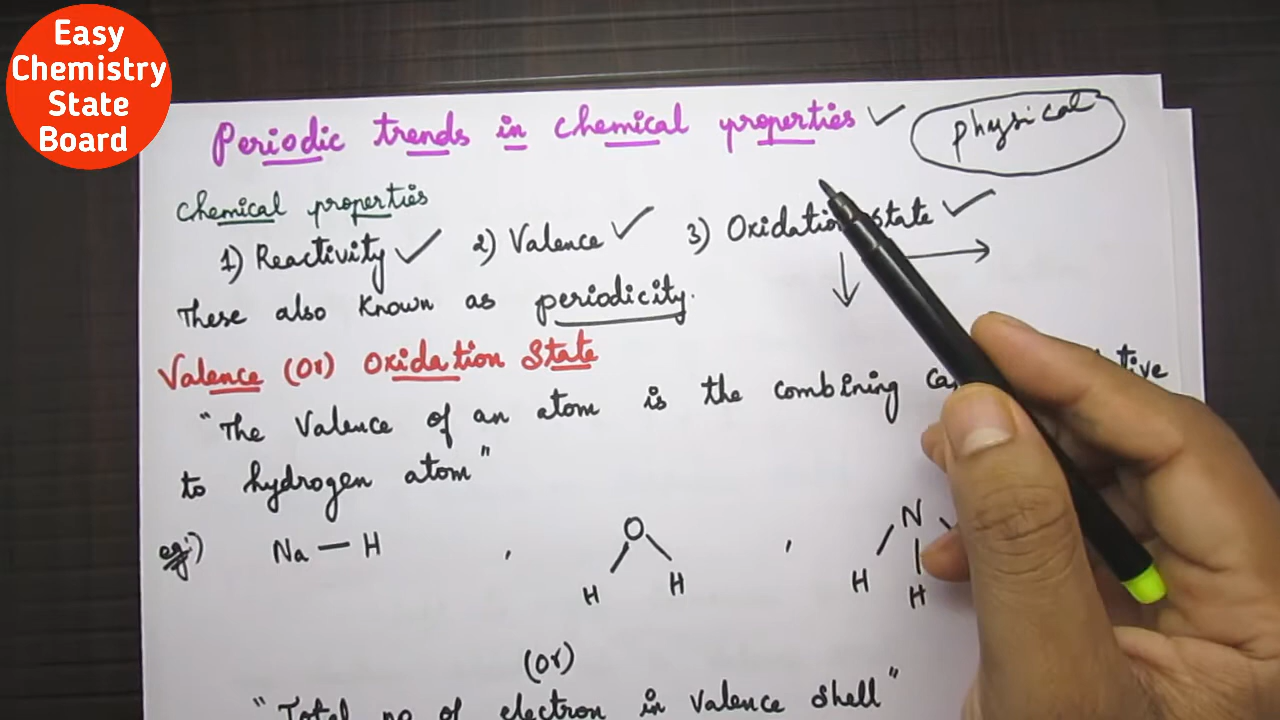 Easy
Chemistry
State
Board
Periodic trends in chemical properties
physical
chemical properties
1) Reactivity 2) Valence 3) Oxidation State
These also known as periodicity.
Valence (Or) Oxidation State
"The Valence of an atom is the combining
to hydrogen atom"
eg:) Na — H , O , N
H H H H
(Or)
"Total no of electron in valence shell"